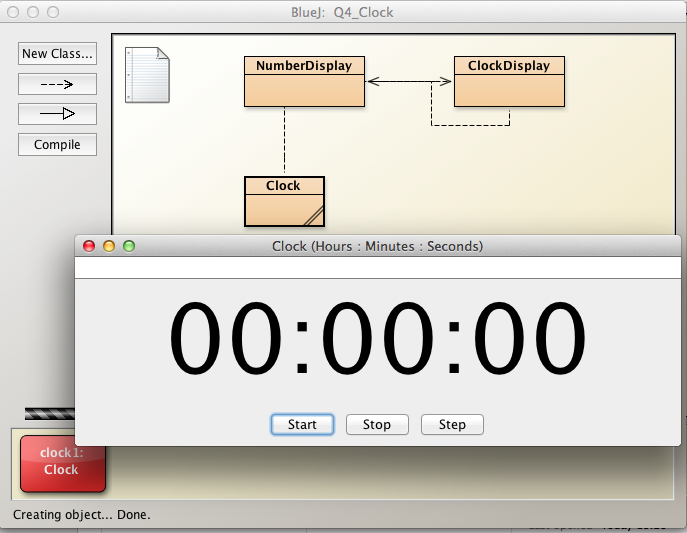 BlueJ: Q4_Clock
New Class...
Compile
NumberDisplay
ClockDisplay
Clock
Clock (Hours : Minutes : Seconds)
00:00:00
Start Stop Step
clock1:
Clock
Creating object... Done.